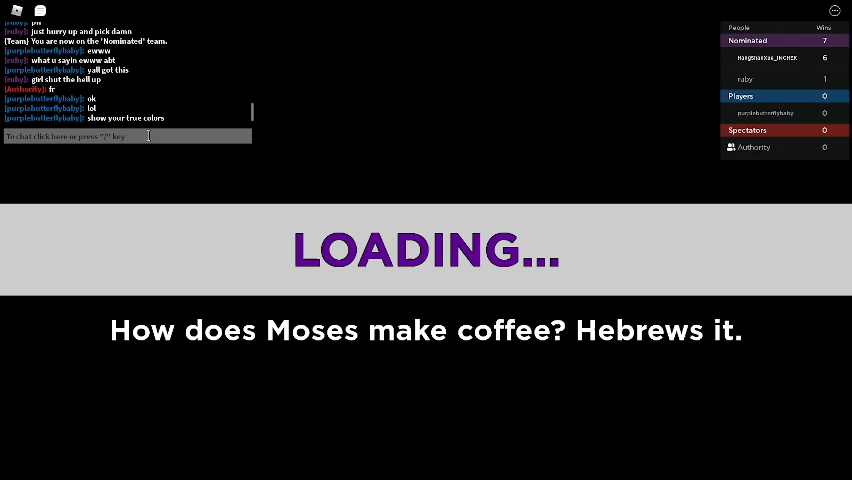 [ruby]: just hurry up and pick damn
{Team} You are now on the 'Nominated' team.
[purplebutterflybaby]: ewww
[ruby]: what u sayin ewww abt
[purplebutterflybaby]: yall got this
[ruby]: girl shut the hell up
[Authority]: fr
[purplebutterflybaby]: ok
[purplebutterflybaby]: lol
[purplebutterflybaby]: show your true colors
To chat click here or press "/" key
People Wins
Nominated 7
HangShanXue_INCHER 6
ruby 1
Players 0
purplebutterflybaby 0
Spectators 0
Authority 0
LOADING...
How does Moses make coffee? Hebrews it.